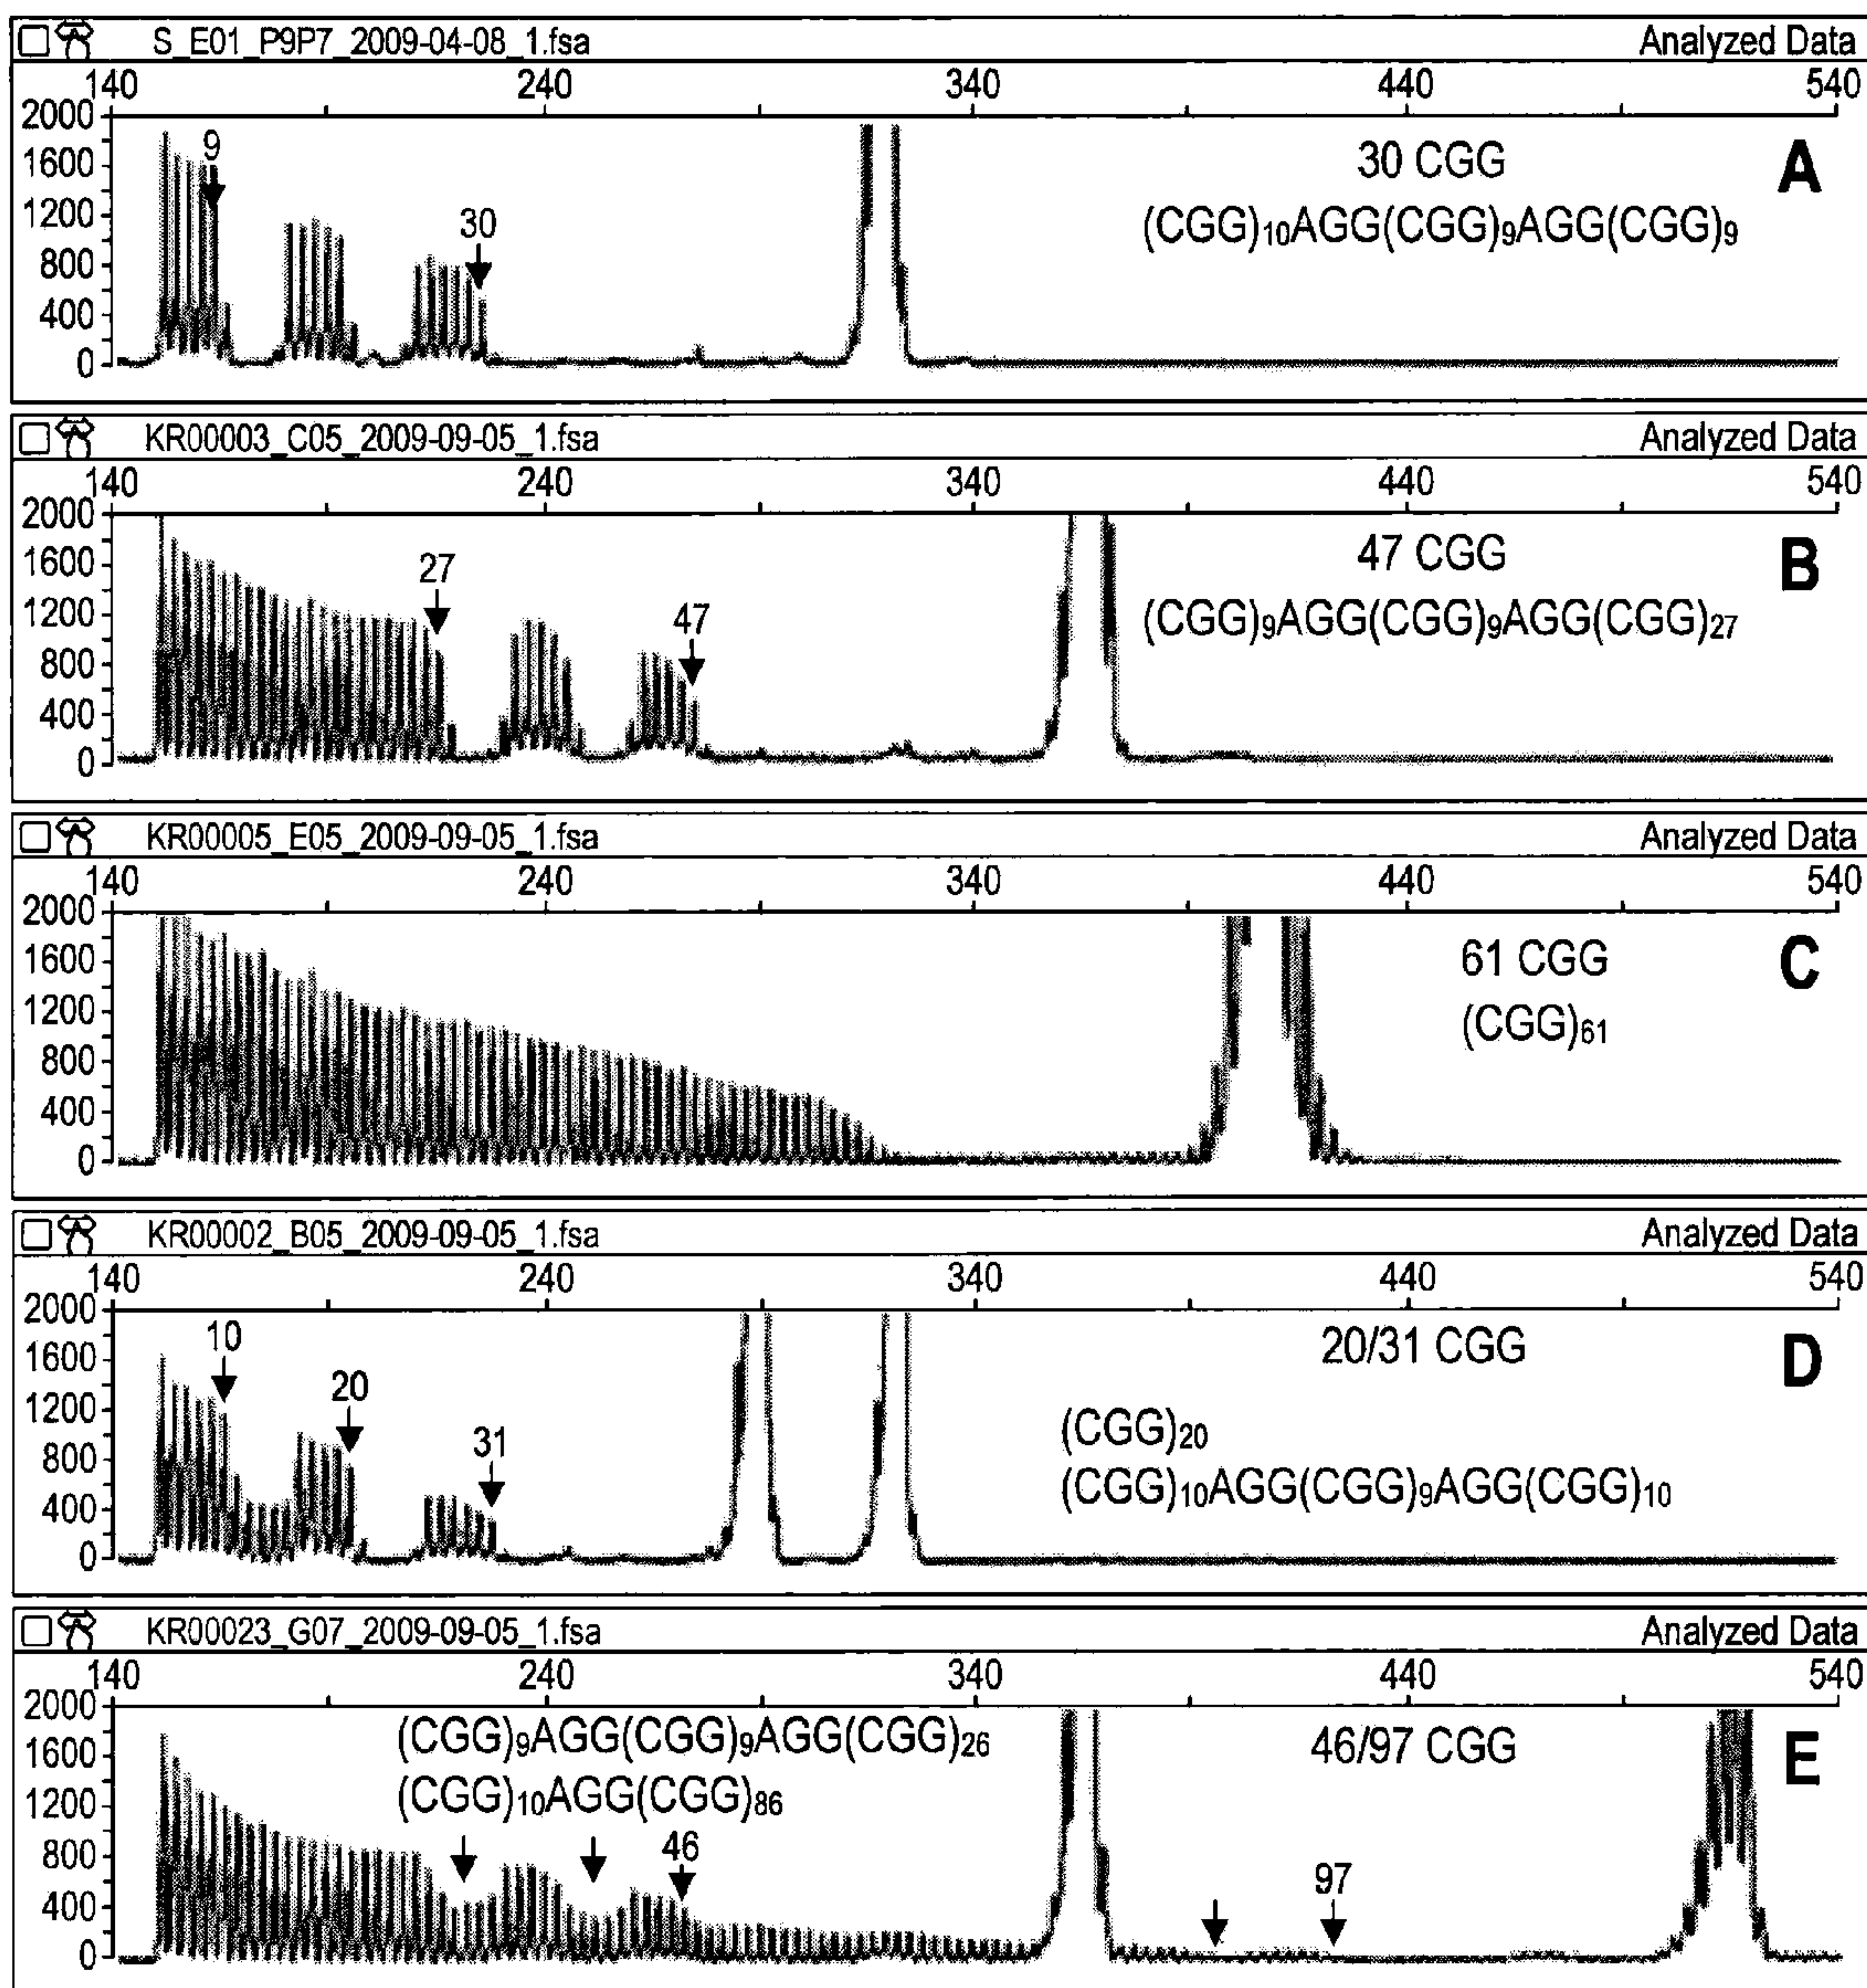 S_E01_P9P7_2009-04-08_1.fsa Analyzed Data
140 240 340 440 540
2000
1600
1200
800
400
0
9
30
30 CGG
A
(CGG)₁₀AGG(CGG)₉AGG(CGG)₉
KR00003_C05_2009-09-05_1.fsa Analyzed Data
140 240 340 440 540
2000
1600
1200
800
400
0
27
47
47 CGG
B
(CGG)₉AGG(CGG)₉AGG(CGG)₂₇
KR00005_E05_2009-09-05_1.fsa Analyzed Data
140 240 340 440 540
2000
1600
1200
800
400
0
61 CGG
C
(CGG)₆₁
KR00002_B05_2009-09-05_1.fsa Analyzed Data
140 240 340 440 540
2000
1600
1200
800
400
0
10
20
31
20/31 CGG
D
(CGG)₂₀
(CGG)₁₀AGG(CGG)₉AGG(CGG)₁₀
KR00023_G07_2009-09-05_1.fsa Analyzed Data
140 240 340 440 540
2000
1600
1200
800
400
0
(CGG)₉AGG(CGG)₉AGG(CGG)₂₆
(CGG)₁₀AGG(CGG)₈₆
46
46/97 CGG
E
97